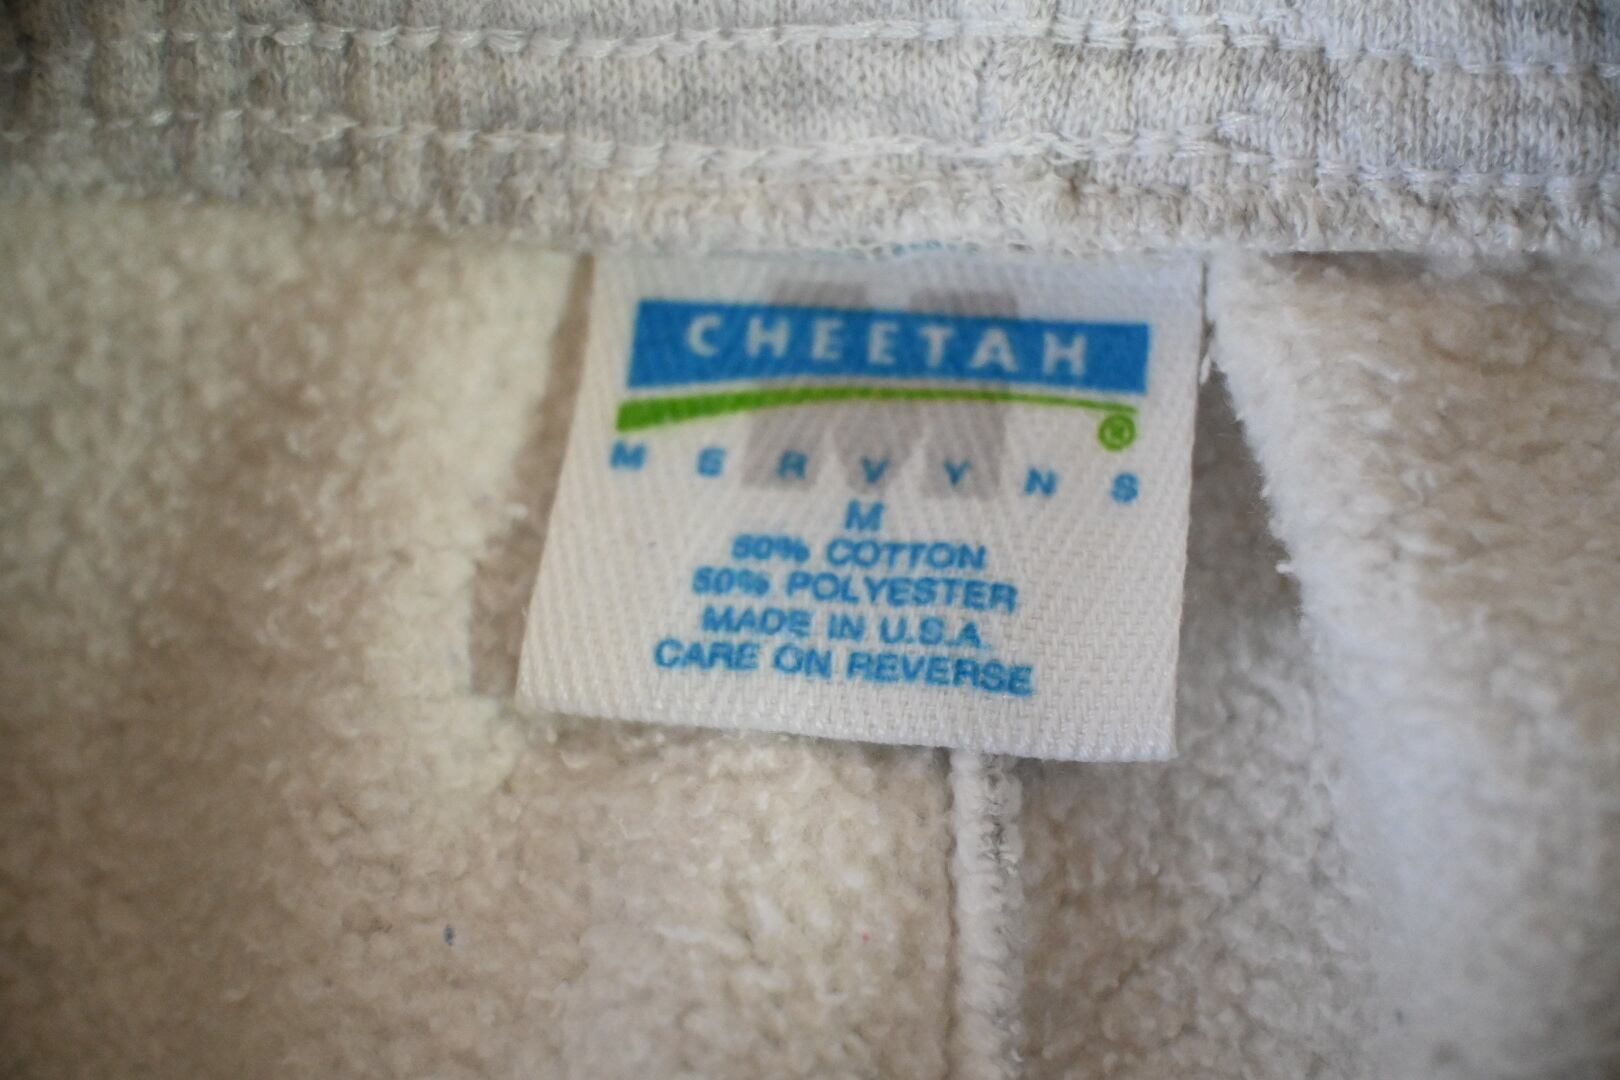 CHEETAH
®
MERVYNS
M
50% COTTON
50% POLYESTER
MADE IN U.S.A.
CARE ON REVERSE